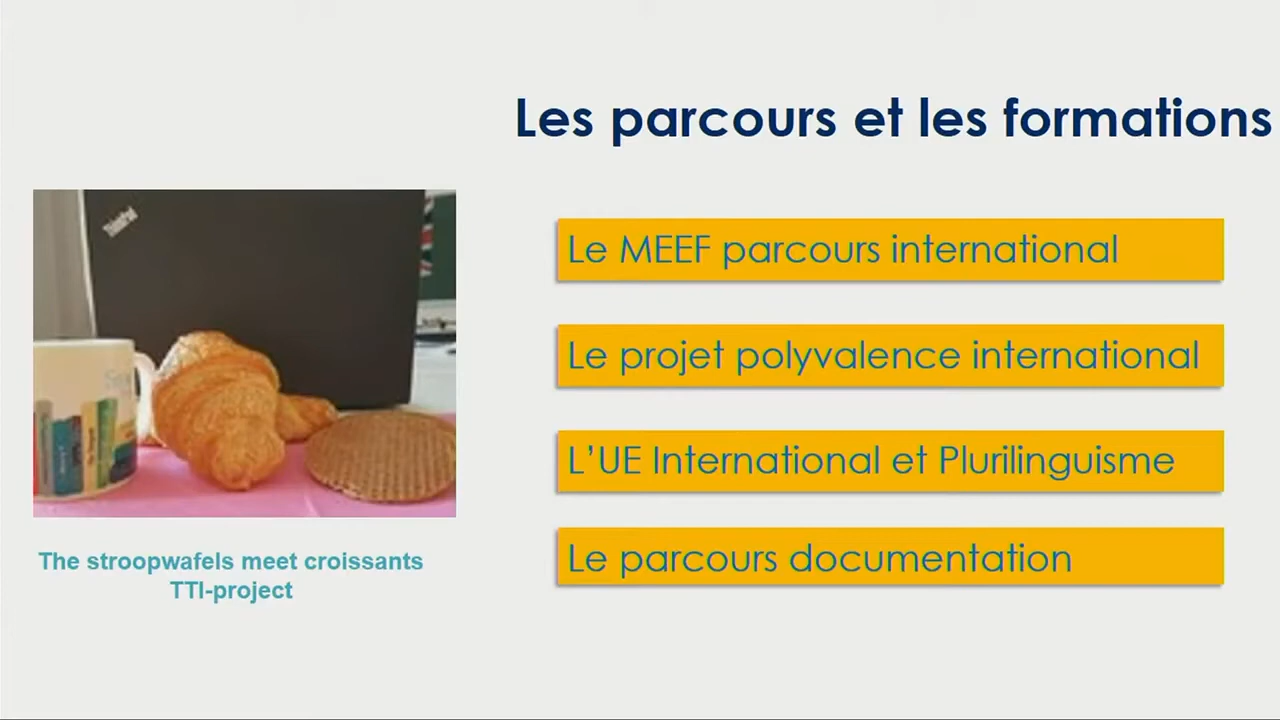 Les parcours et les formations
ThinkPad
Le MEEF parcours international
Le projet polyvalence international
L'UE International et Plurilinguisme
Le parcours documentation
The stroopwafels meet croissants
TTI-project